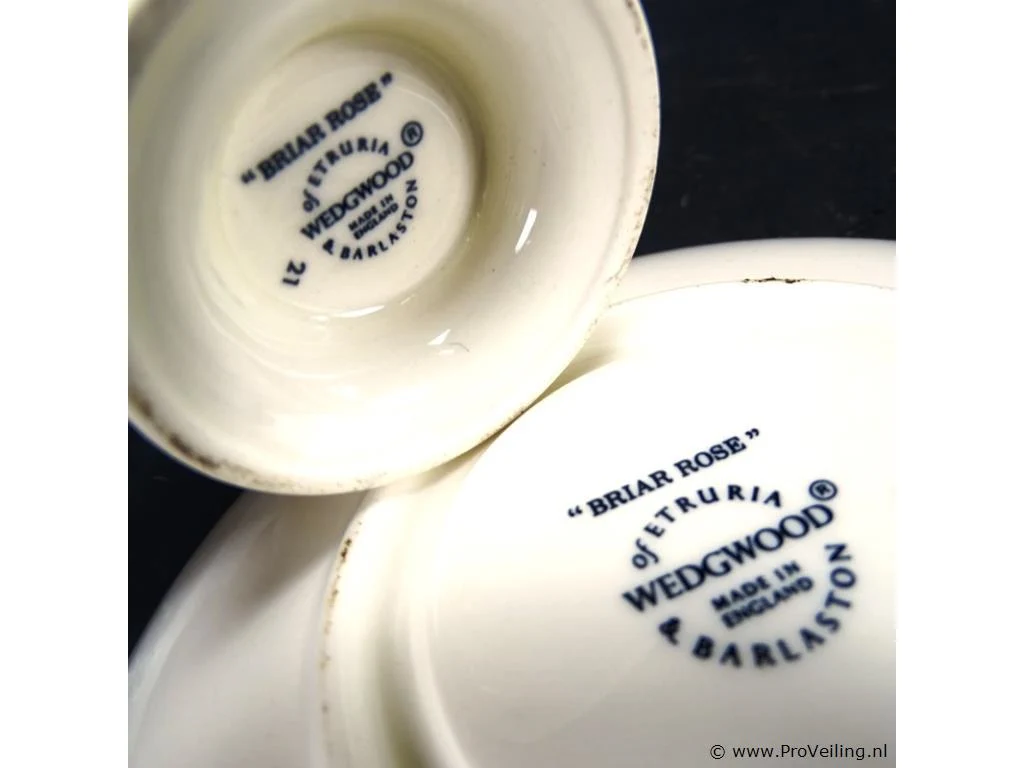 “BRIAR ROSE”
of ETRURIA
WEDGWOOD®
MADE IN
ENGLAND
& BARLASTON
21
“BRIAR ROSE”
of ETRURIA
WEDGWOOD®
MADE IN
ENGLAND
& BARLASTON
© www.ProVeiling.nl